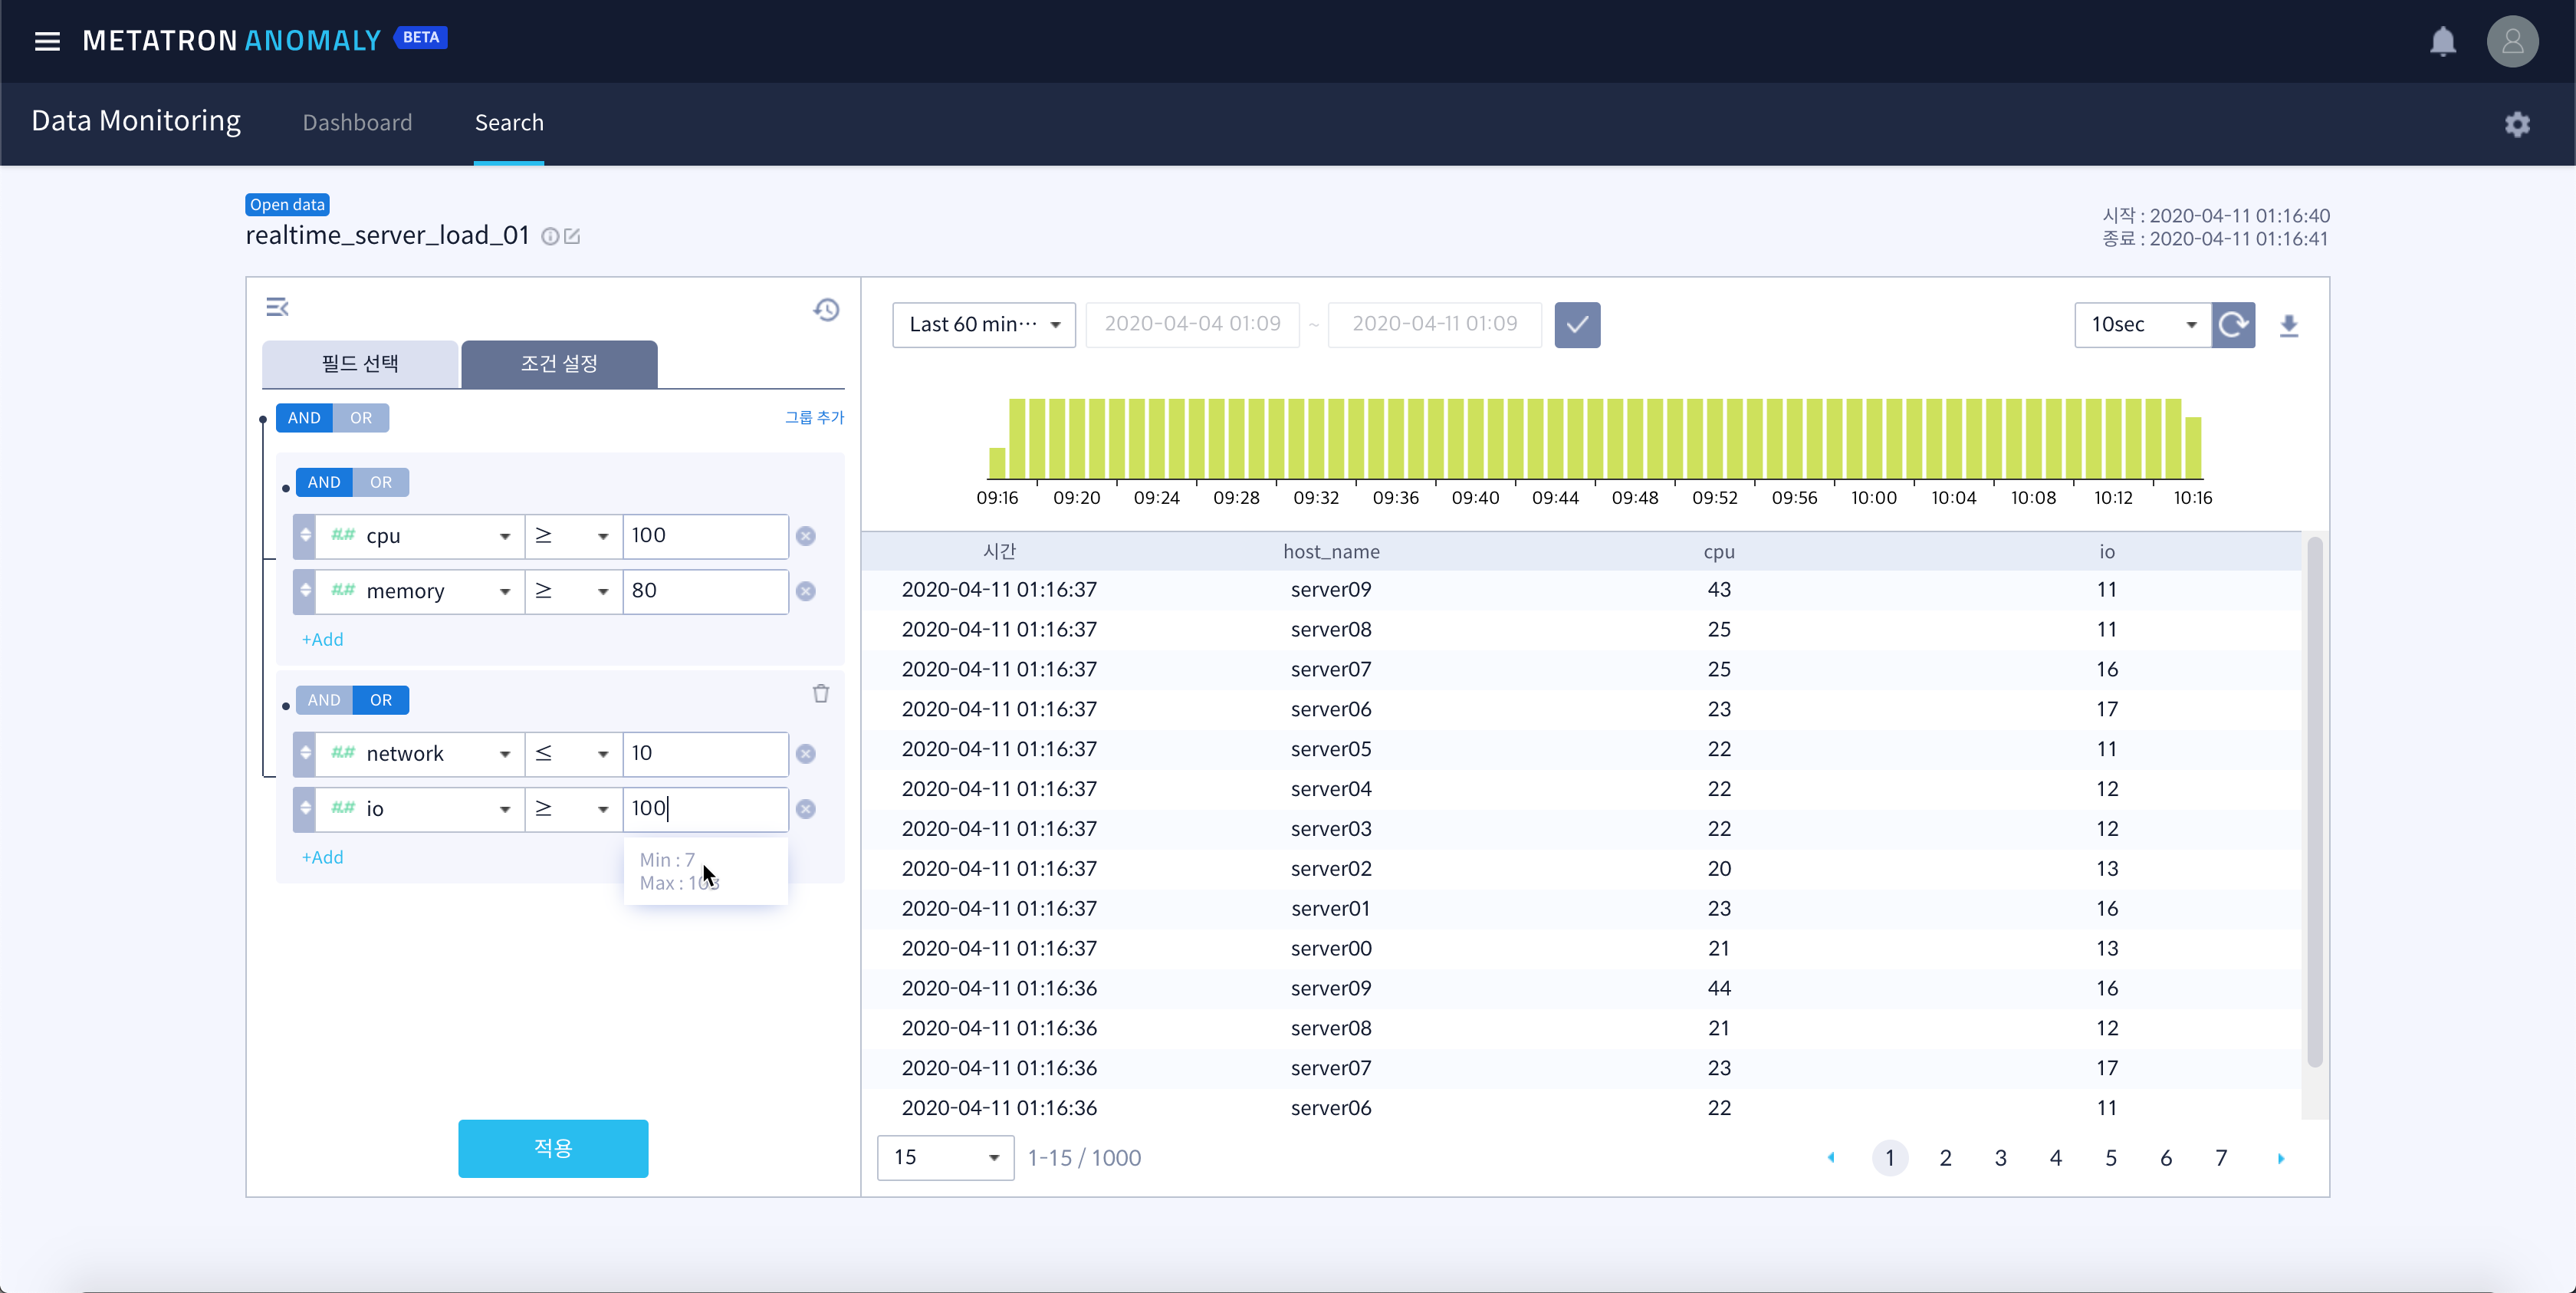 METATRON ANOMALY BETA
Data Monitoring Dashboard Search
Open data
realtime_server_load_01
시작 : 2020-04-11 01:16:40
종료 : 2020-04-11 01:16:41
필드 선택 조건 설정
AND OR 그룹 추가
AND OR
## cpu ≥ 100
## memory ≥ 80
+Add
AND OR
## network ≤ 10
## io ≥ 100
+Add
Min : 7
Max : 103
적용
Last 60 min··· 2020-04-04 01:09 ~ 2020-04-11 01:09 10sec
09:16 09:20 09:24 09:28 09:32 09:36 09:40 09:44 09:48 09:52 09:56 10:00 10:04 10:08 10:12 10:16
시간 host_name cpu io
2020-04-11 01:16:37 server09 43 11
2020-04-11 01:16:37 server08 25 11
2020-04-11 01:16:37 server07 25 16
2020-04-11 01:16:37 server06 23 17
2020-04-11 01:16:37 server05 22 11
2020-04-11 01:16:37 server04 22 12
2020-04-11 01:16:37 server03 22 12
2020-04-11 01:16:37 server02 20 13
2020-04-11 01:16:37 server01 23 16
2020-04-11 01:16:37 server00 21 13
2020-04-11 01:16:36 server09 44 16
2020-04-11 01:16:36 server08 21 12
2020-04-11 01:16:36 server07 23 17
2020-04-11 01:16:36 server06 22 11
15 1-15 / 1000 1 2 3 4 5 6 7